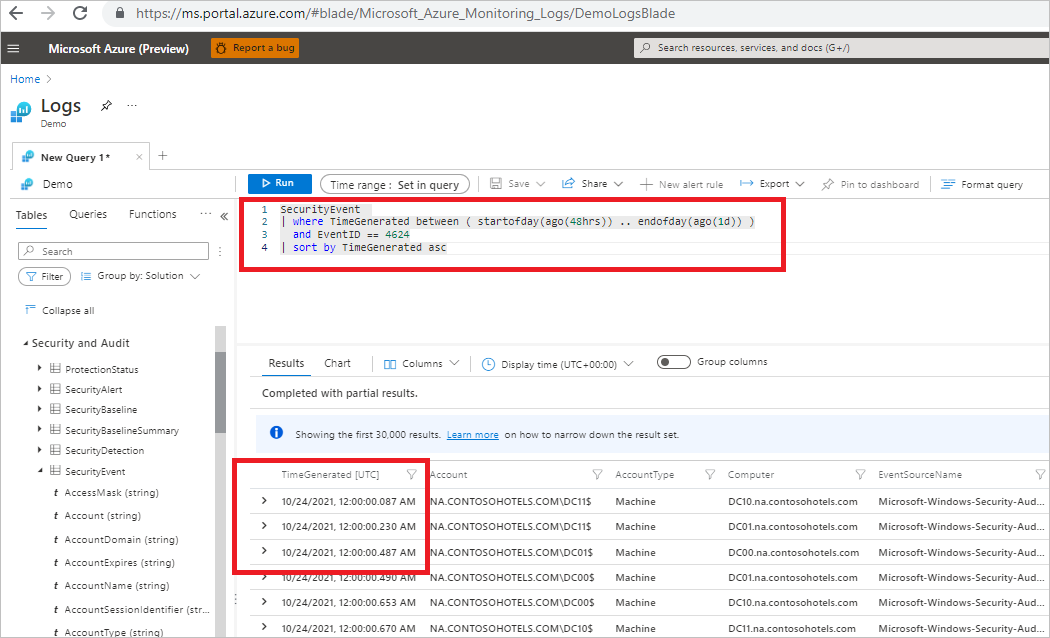 https://ms.portal.azure.com/#blade/Microsoft_Azure_Monitoring_Logs/DemoLogsBlade
Microsoft Azure (Preview)
Report a bug
Search resources, services, and docs (G+/)
Home
Logs
...
Demo
New Query 1*
Demo
Run
Time range : Set in query
Save
Share
New alert rule
Export
Pin to dashboard
Format query
Tables
Queries
Functions
...
Search
Filter
Group by: Solution
Collapse all
Security and Audit
ProtectionStatus
SecurityAlert
SecurityBaseline
SecurityBaselineSummary
SecurityDetection
SecurityEvent
t AccessMask (string)
t Account (string)
t AccountDomain (string)
t AccountExpires (string)
t AccountName (string)
t AccountSessionIdentifier (str...
t AccountType (string)
1 SecurityEvent
2 | where TimeGenerated between ( startofday(ago(48hrs)) .. endofday(ago(1d)) )
3 and EventID == 4624
4 | sort by TimeGenerated asc
Results
Chart
Columns
Display time (UTC+00:00)
Group columns
Completed with partial results.
Showing the first 30,000 results. Learn more on how to narrow down the result set.
TimeGenerated [UTC] Account AccountType Computer EventSourceName
10/24/2021, 12:00:00.087 AM NA.CONTOSOHOTELS.COM\DC11$ Machine DC10.na.contosohotels.com Microsoft-Windows-Security-Aud...
10/24/2021, 12:00:00.230 AM NA.CONTOSOHOTELS.COM\DC11$ Machine DC01.na.contosohotels.com Microsoft-Windows-Security-Aud...
10/24/2021, 12:00:00.487 AM NA.CONTOSOHOTELS.COM\DC01$ Machine DC00.na.contosohotels.com Microsoft-Windows-Security-Aud...
10/24/2021, 12:00:00.490 AM NA.CONTOSOHOTELS.COM\DC00$ Machine DC01.na.contosohotels.com Microsoft-Windows-Security-Aud...
10/24/2021, 12:00:00.653 AM NA.CONTOSOHOTELS.COM\DC00$ Machine DC10.na.contosohotels.com Microsoft-Windows-Security-Aud...
10/24/2021, 12:00:00.670 AM NA.CONTOSOHOTELS.COM\DC10$ Machine DC11.na.contosohotels.com Microsoft-Windows-Security-Aud...